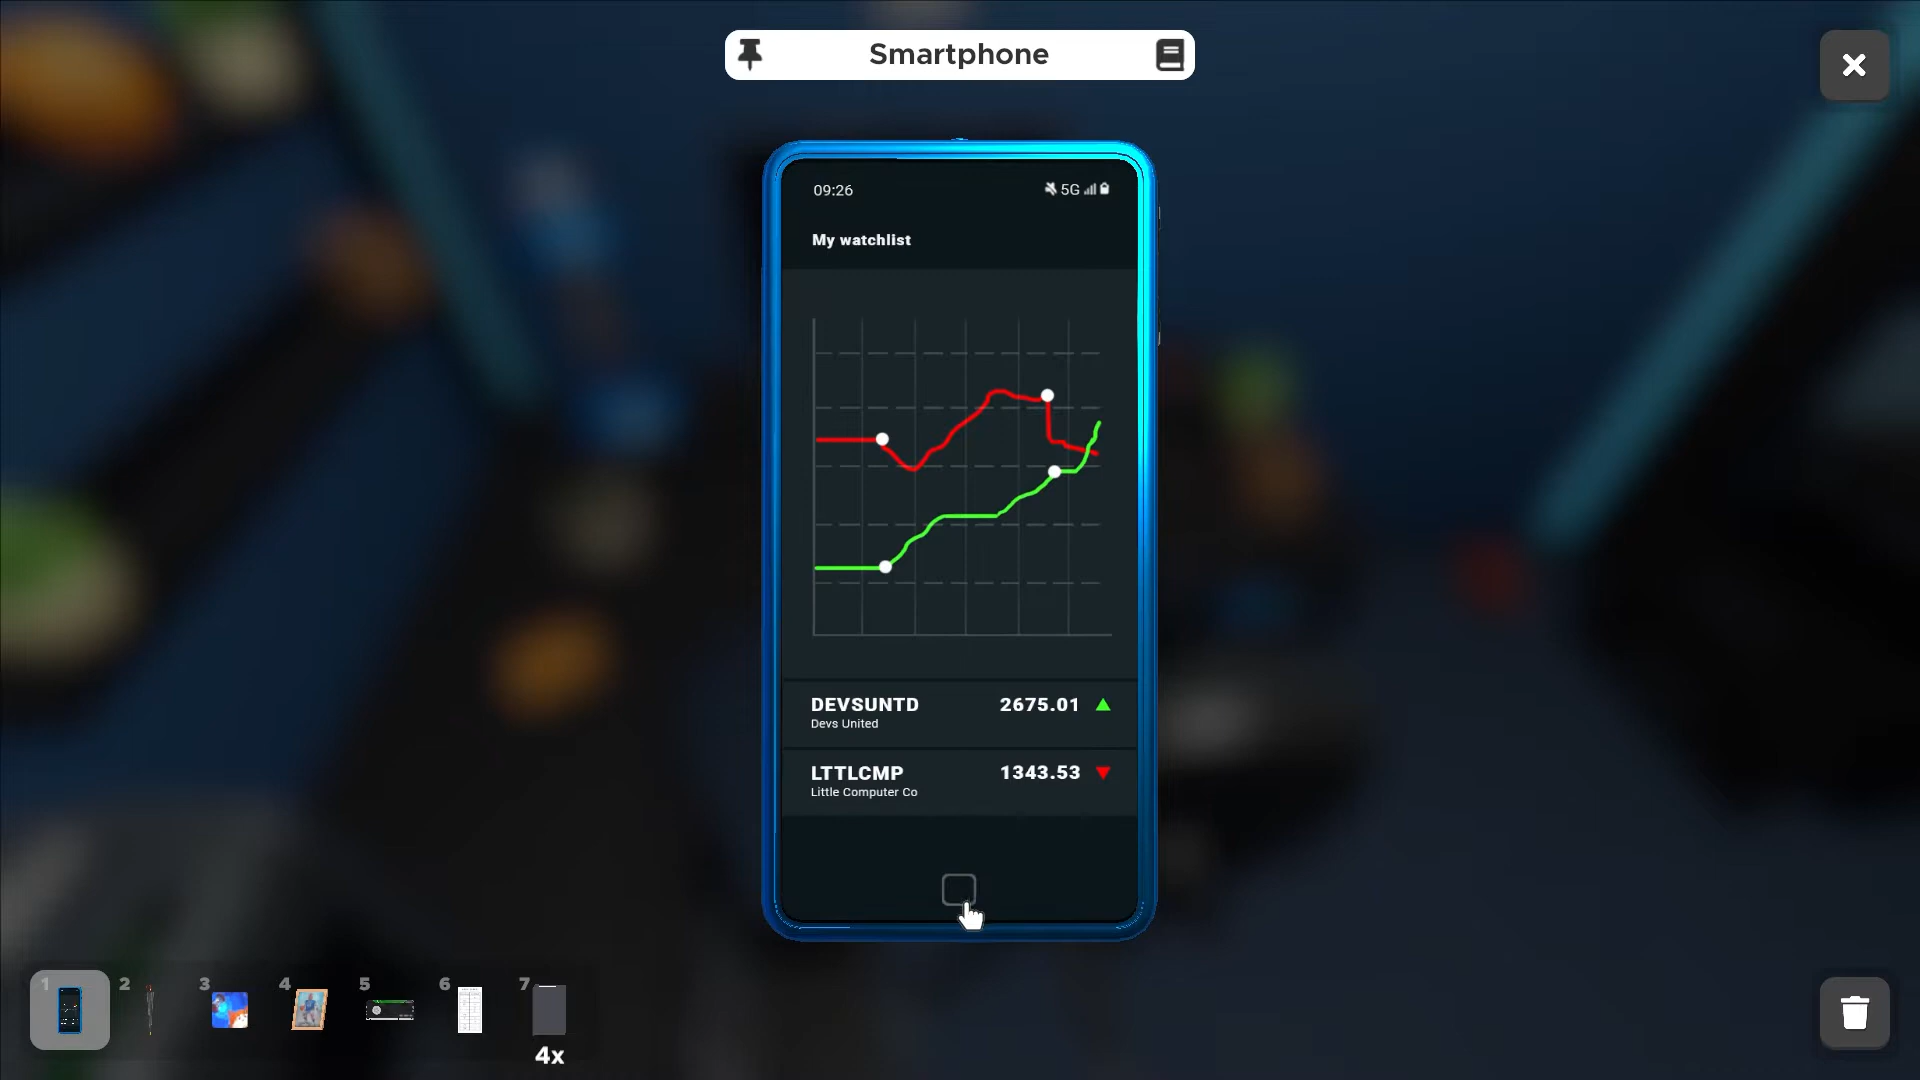 Smartphone
09:26
5G
My watchlist
DEVSUNTD 2675.01
Devs United
LTTLCMP 1343.53
Little Computer Co
1 2 3 4 5 6 7
4x